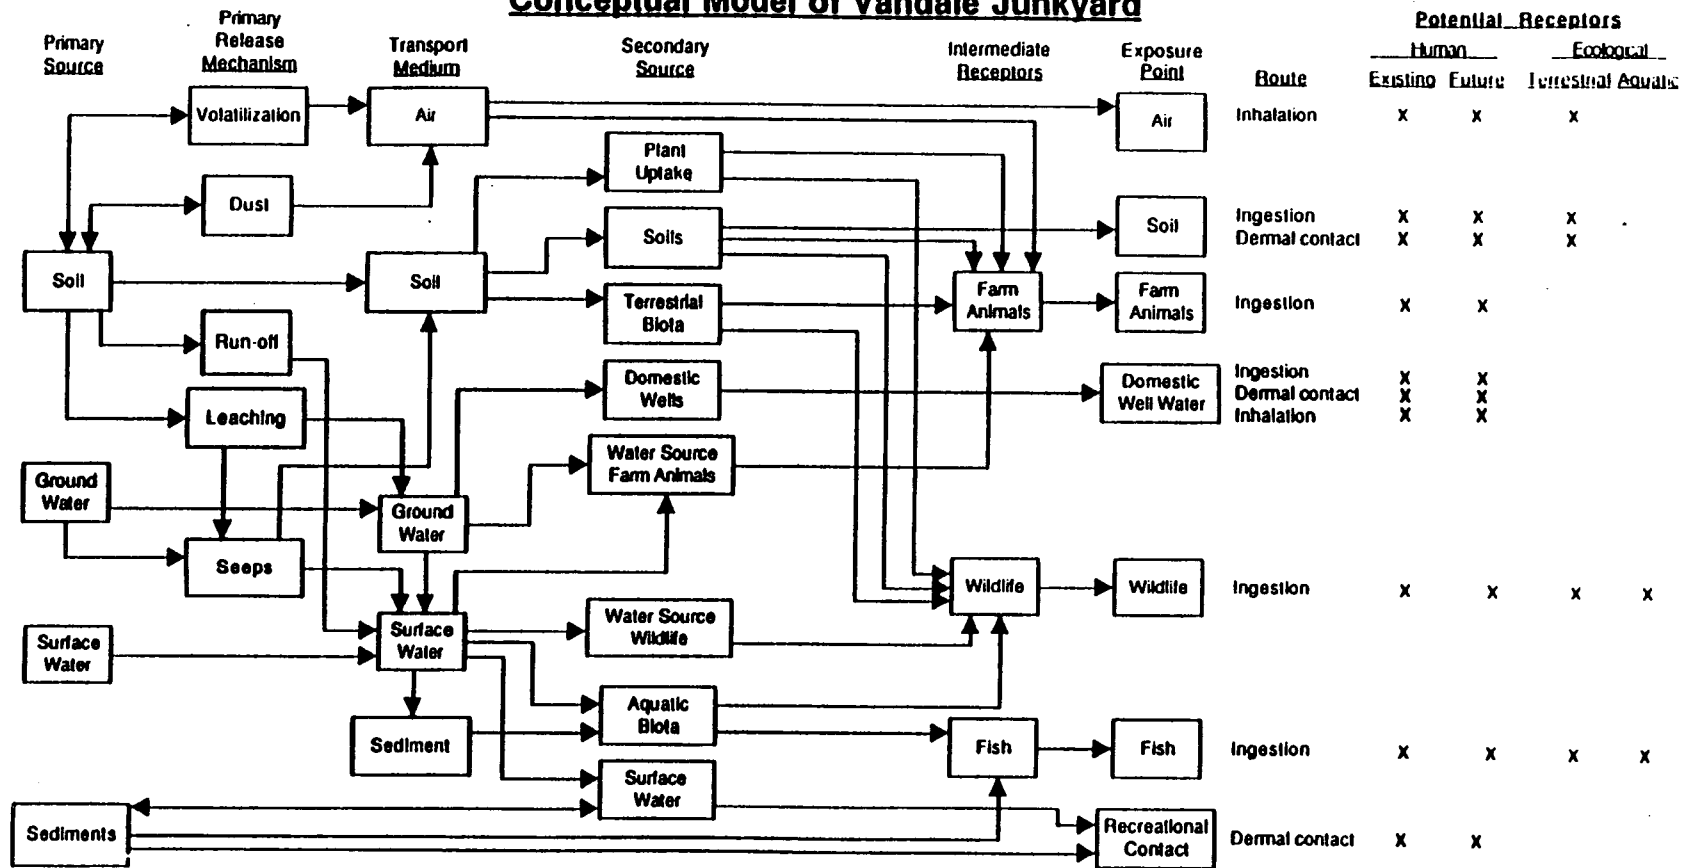 Conceptual Model of Vandale Junkyard
Potential Receptors
Primary
Source
Primary
Release
Mechanism
Transport
Medium
Secondary
Source
Intermediate
Receptors
Exposure
Point
Route
Human
Ecological
Existing
Future
Terrestrial
Aquatic
Volatilization
Air
Air
Inhalation
X
X
X
Plant
Uptake
Dust
Soils
Soil
Ingestion
X
X
X
Dermal contact
X
X
X
Soil
Soil
Terrestrial
Biota
Farm
Animals
Farm
Animals
Ingestion
X
X
Run-off
Leaching
Domestic
Wells
Domestic
Well Water
Ingestion
X
X
Dermal contact
X
X
Inhalation
X
X
Ground
Water
Ground
Water
Water Source
Farm Animals
Seeps
Wildlife
Wildlife
Ingestion
X
X
X
X
Surface
Water
Surface
Water
Water Source
Wildlife
Sediment
Aquatic
Biota
Fish
Fish
Ingestion
X
X
X
X
Surface
Water
Sediments
Recreational
Contact
Dermal contact
X
X